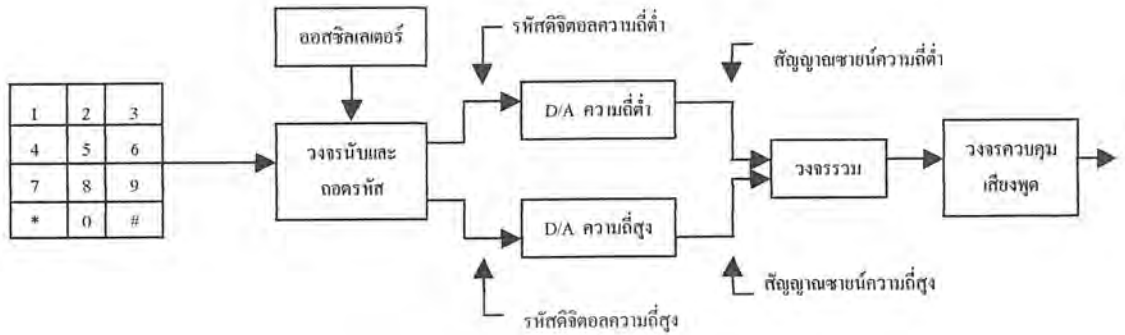 ออสซิลเลเตอร์
รหัสดิจิตอลความถี่ต่ำ
สัญญาณซายน์ความถี่ต่ำ
1 2 3
4 5 6
7 8 9
* 0 #
วงจรนับและ
ถอดรหัส
D/A ความถี่ต่ำ
D/A ความถี่สูง
วงจรรวม
วงจรควบคุม
เสียงพูด
รหัสดิจิตอลความถี่สูง
สัญญาณซายน์ความถี่สูง